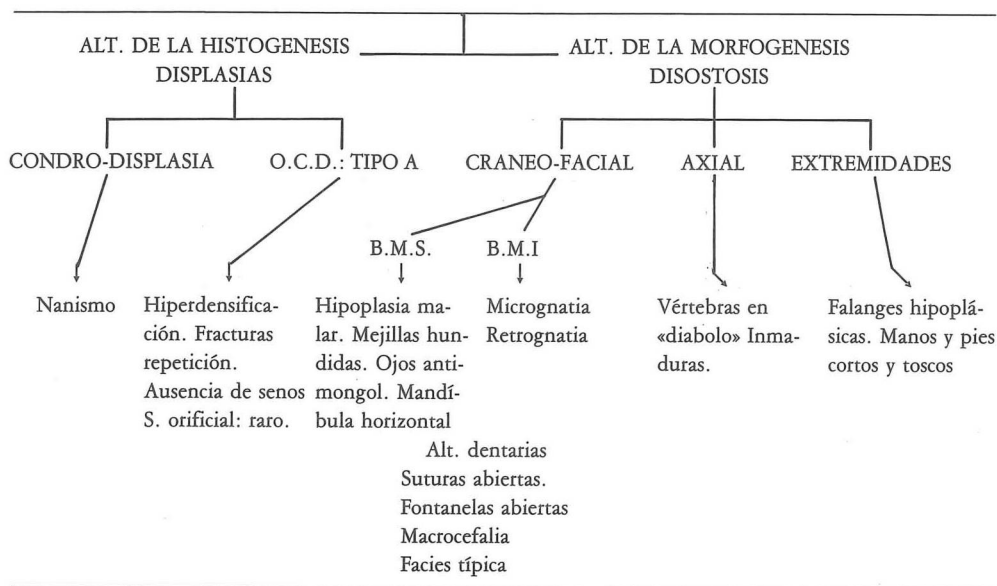 ALT. DE LA HISTOGENESIS
DISPLASIAS
ALT. DE LA MORFOGENESIS
DISOSTOSIS
CONDRO-DISPLASIA
O.C.D.: TIPO A
CRANEO-FACIAL
AXIAL
EXTREMIDADES
B.M.S.
B.M.I
Nanismo
Hiperdensifica-
ción. Fracturas
repetición.
Ausencia de senos
S. orificial: raro.
Hipoplasia ma-
lar. Mejillas hun-
didas. Ojos anti-
mongol. Mandí-
bula horizontal
Micrognatia
Retrognatia
Vértebras en
«diabolo» Inma-
duras.
Falanges hipoplá-
sicas. Manos y pies
cortos y toscos
Alt. dentarias
Suturas abiertas.
Fontanelas abiertas
Macrocefalia
Facies típica